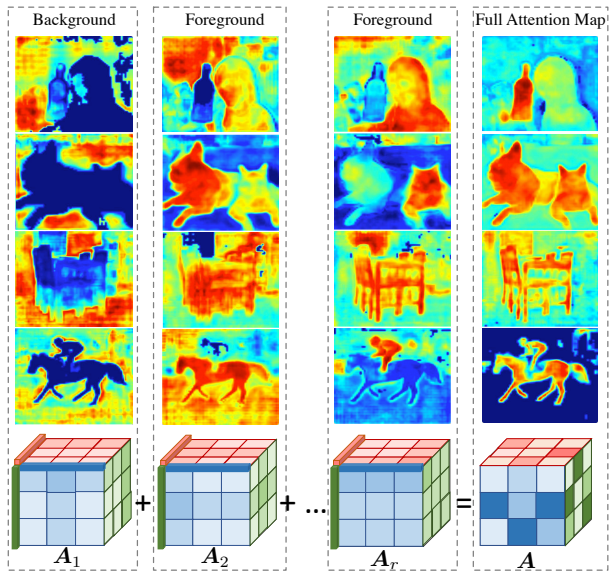 Background Foreground Foreground Full Attention Map
+ + ... =
A₁ A₂ Aᵣ A